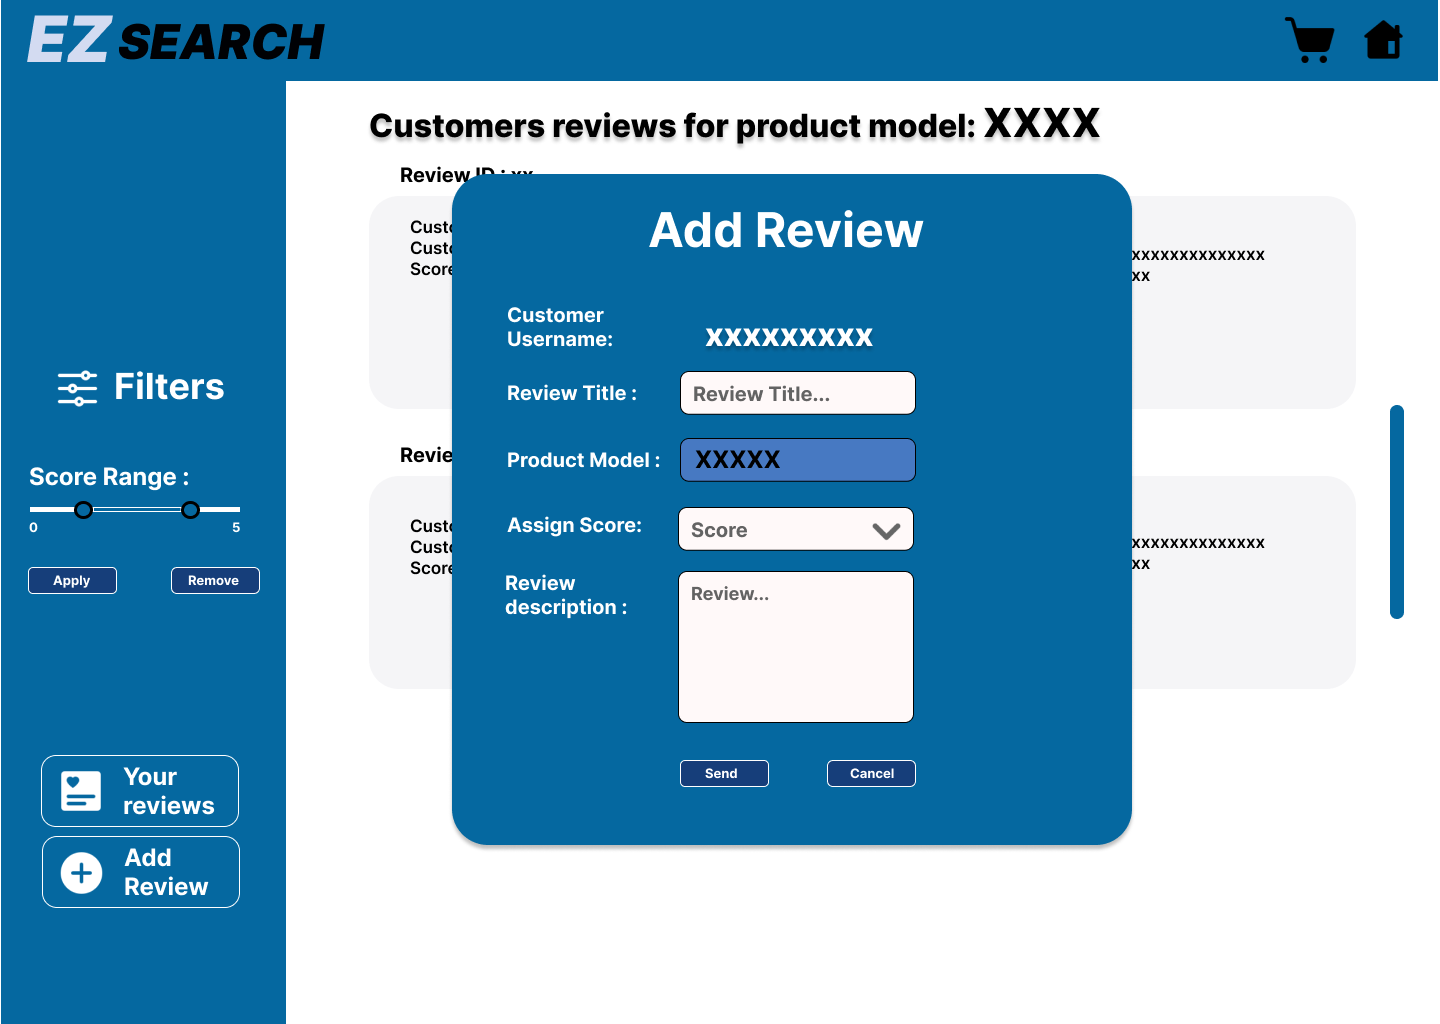 EZ SEARCH
Customers reviews for product model: XXXX
Review ID : xx
Custo
Custo
Score
xxxxxxxxxxxxxx
xx
Add Review
Customer
Username:
xxxxxxxxx
Review Title :
Review Title...
Product Model :
XXXXX
Assign Score:
Score
Review
description :
Review...
Send
Cancel
Revie
Custo
Custo
Score
xxxxxxxxxxxxxx
xx
Filters
Score Range :
0
5
Apply
Remove
Your
reviews
Add
Review